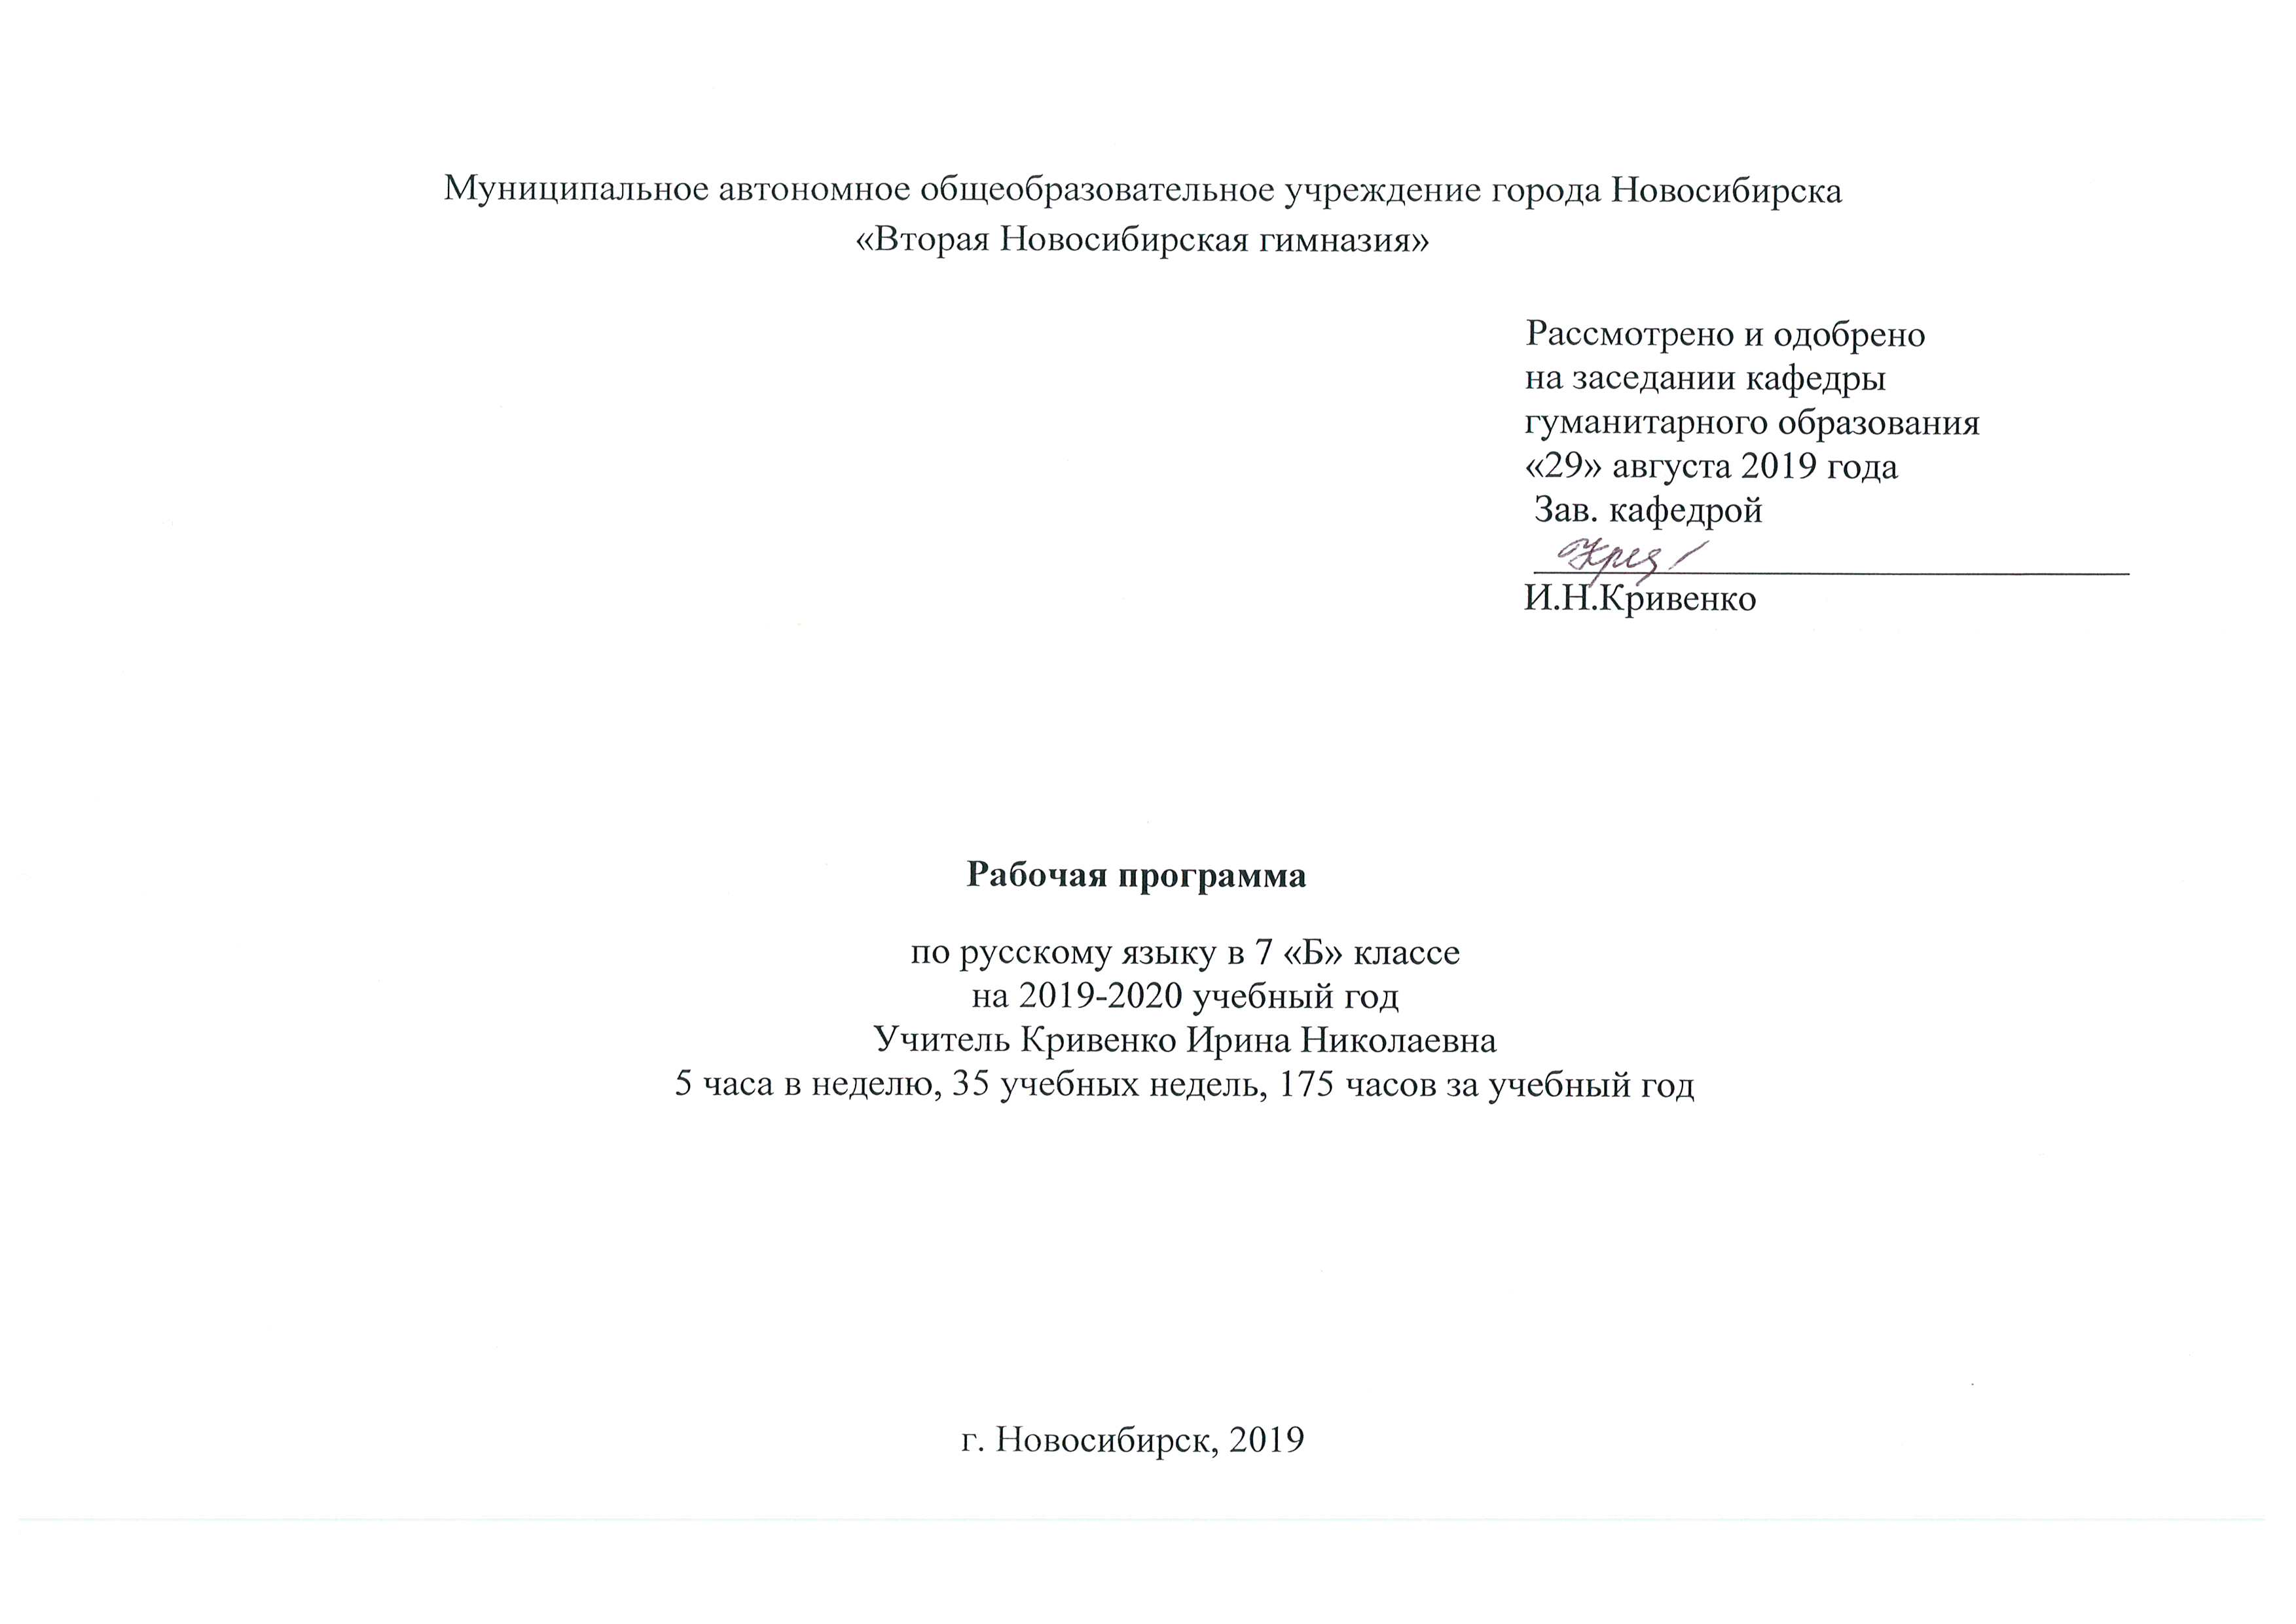 Муниципальное автономное общеобразовательное учреждение города Новосибирска
«Вторая Новосибирская гимназия»
Рассмотрено и одобрено
на заседании кафедры
гуманитарного образования
«29» августа 2019 года
Зав. кафедрой
И.Н.Кривенко
Рабочая программа
по русскому языку в 7 «Б» классе
на 2019-2020 учебный год
Учитель Кривенко Ирина Николаевна
5 часа в неделю, 35 учебных недель, 175 часов за учебный год
г. Новосибирск, 2019